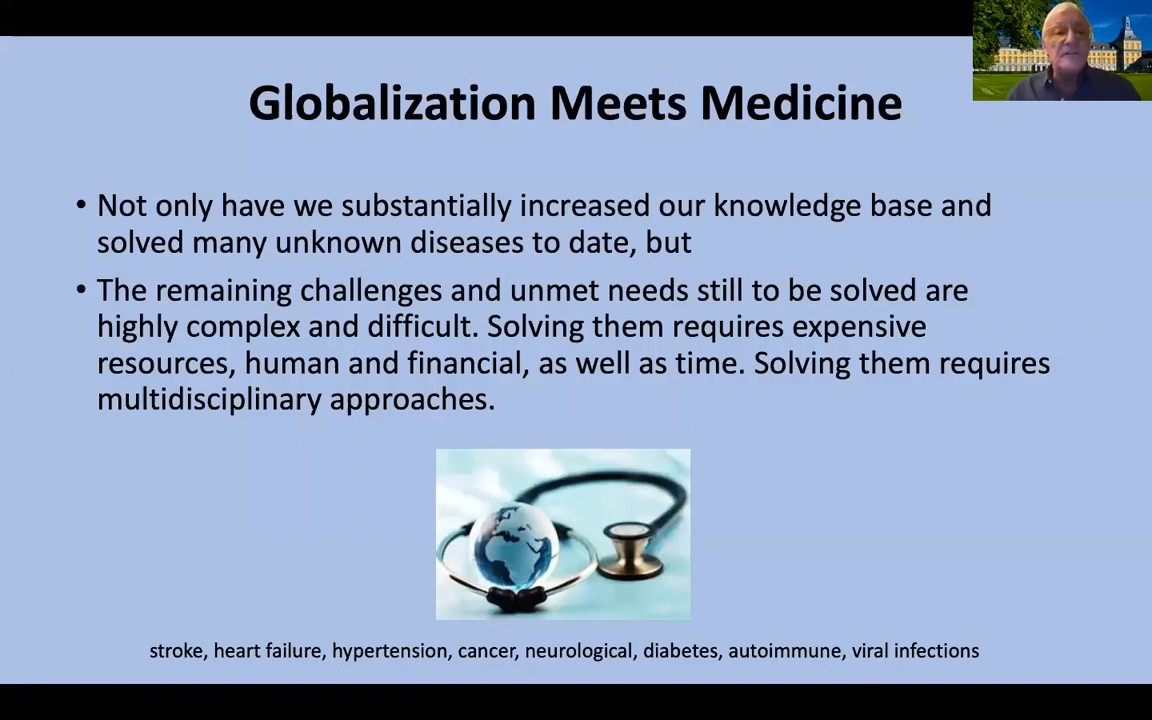 Globalization Meets Medicine
• Not only have we substantially increased our knowledge base and
solved many unknown diseases to date, but
• The remaining challenges and unmet needs still to be solved are
highly complex and difficult. Solving them requires expensive
resources, human and financial, as well as time. Solving them requires
multidisciplinary approaches.
stroke, heart failure, hypertension, cancer, neurological, diabetes, autoimmune, viral infections